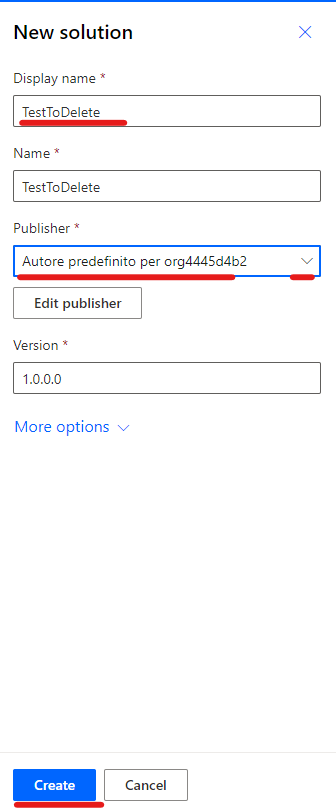 New solution
Display name *
TestToDelete
Name *
TestToDelete
Publisher *
Autore predefinito per org4445d4b2
Edit publisher
Version *
1.0.0.0
More options
Create
Cancel